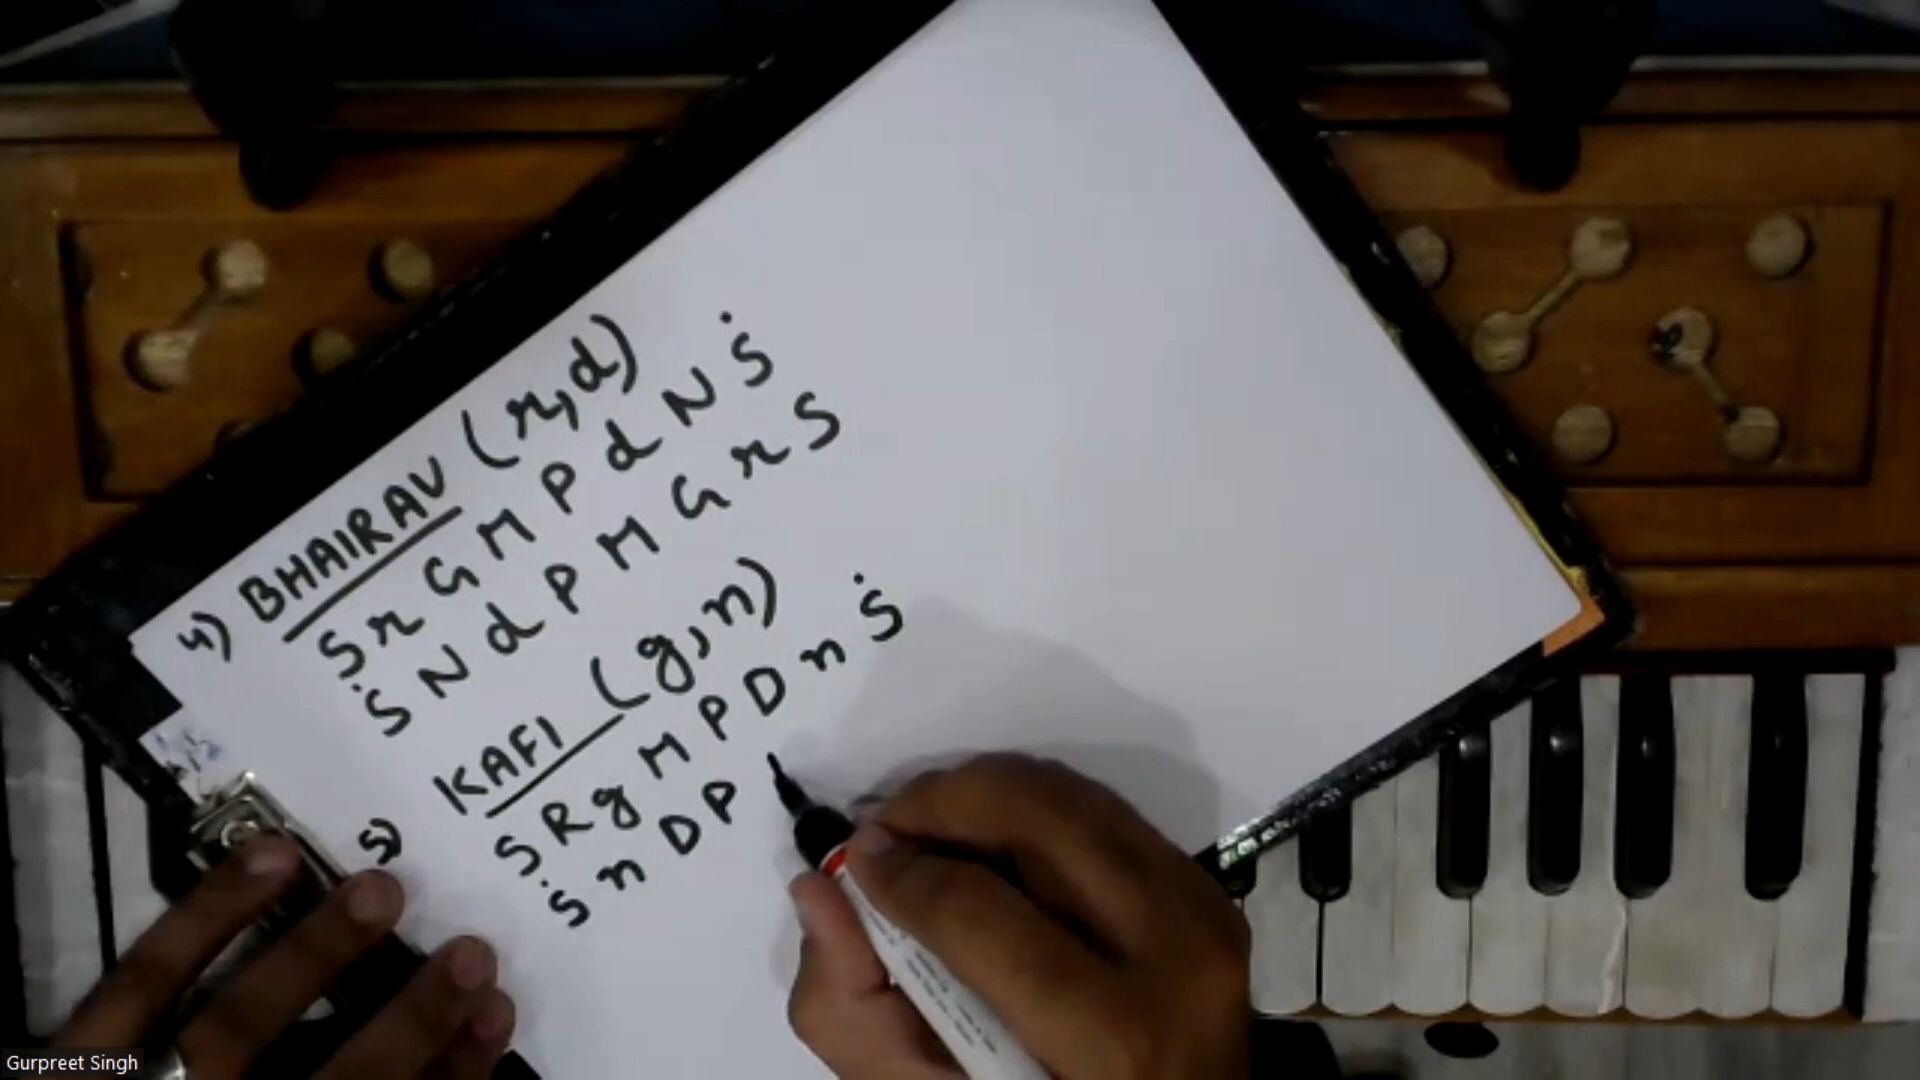 4) BHAIRAV (r,d)
S r G M P d N Ṡ
Ṡ N d P M G r S
5) KAFI (g,n)
S R g M P D n Ṡ
Ṡ n D P
Gurpreet Singh